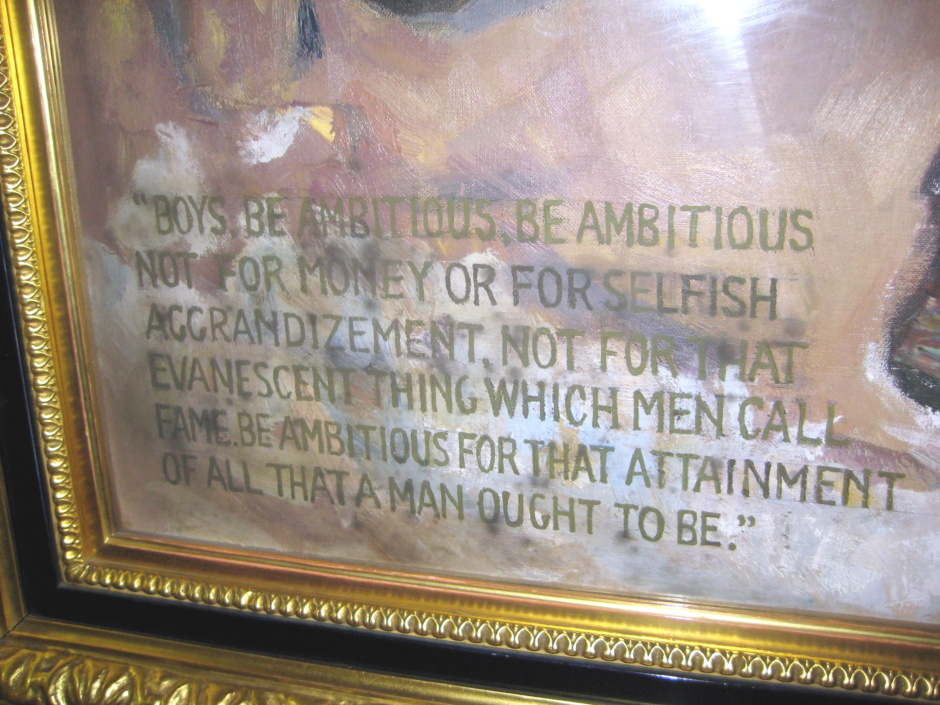 “BOYS, BE AMBITIOUS, BE AMBITIOUS
NOT FOR MONEY OR FOR SELFISH
AGGRANDIZEMENT, NOT FOR THAT
EVANESCENT THING WHICH MEN CALL
FAME. BE AMBITIOUS FOR THAT ATTAINMENT
OF ALL THAT A MAN OUGHT TO BE.”